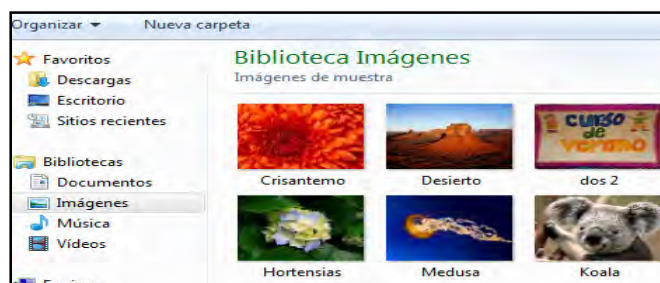 Organizar Nueva carpeta
Favoritos
Descargas
Escritorio
Sitios recientes
Bibliotecas
Documentos
Imágenes
Música
Vídeos
Biblioteca Imágenes
Imágenes de muestra
CURSO
de
verano
Crisantemo Desierto dos 2
Hortensias Medusa Koala